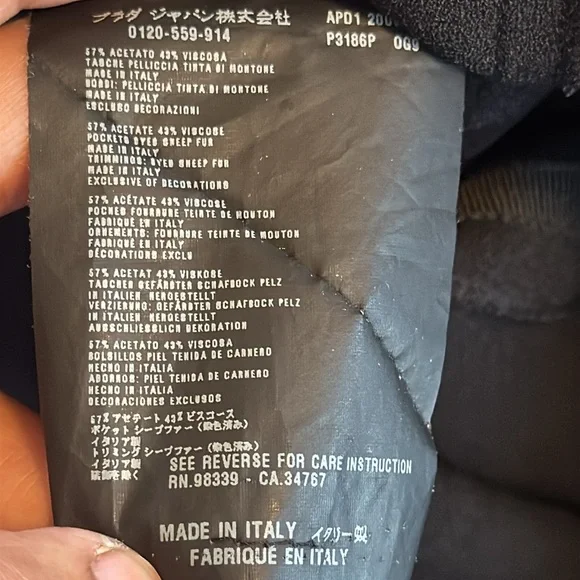 プラダ ジャパン株式会社
0120-559-914
APD1 200
P3186P 0G9
57% ACETATO 43% VISCOSA
TASCHE PELLICCIA TINTA DI MONTONE
MADE IN ITALY
BORDI: PELLICCIA TINTA DI MONTONE
MADE IN ITALY
ESCLUSO DECORAZIONI
57% ACETATE 43% VISCOSE
POCKETS DYED SHEEP FUR
MADE IN ITALY
TRIMMINGS: DYED SHEEP FUR
MADE IN ITALY
EXCLUSIVE OF DECORATIONS
57% ACÉTATE 43% VISCOSE
POCHES FOURRURE TEINTE DE MOUTON
FABRIQUÉ EN ITALY
ORNEMENTS: FOURRURE TEINTE DE MOUTON
FABRIQUÉ EN ITALY
DÉCORATIONS EXCLU
57% ACETAT 43% VISKOSE
TASCHEN GEFÄRBTER SCHAFBOCK PELZ
IN ITALIEN HERGESTELLT
VERZIERUNG: GEFÄRBTER SCHAFBOCK PELZ
IN ITALIEN HERGESTELLT
AUSSCHLIESSLICH DEKORATION
57% ACETATO 43% VISCOSA
BOLSILLOS PIEL TENIDA DE CARNERO
HECHO IN ITALIA
ADORNOS: PIEL TENIDA DE CARNERO
HECHO IN ITALIA
DECORACIONES EXCLUSOS
57% アセテート 43% ビスコース
ポケット シープファー (染色済み)
イタリア製
トリミング シープファー (染色済み)
イタリア製
装飾を除く
SEE REVERSE FOR CARE INSTRUCTION
RN.98339 - CA.34767
MADE IN ITALY イタリー製
FABRIQUÉ EN ITALY